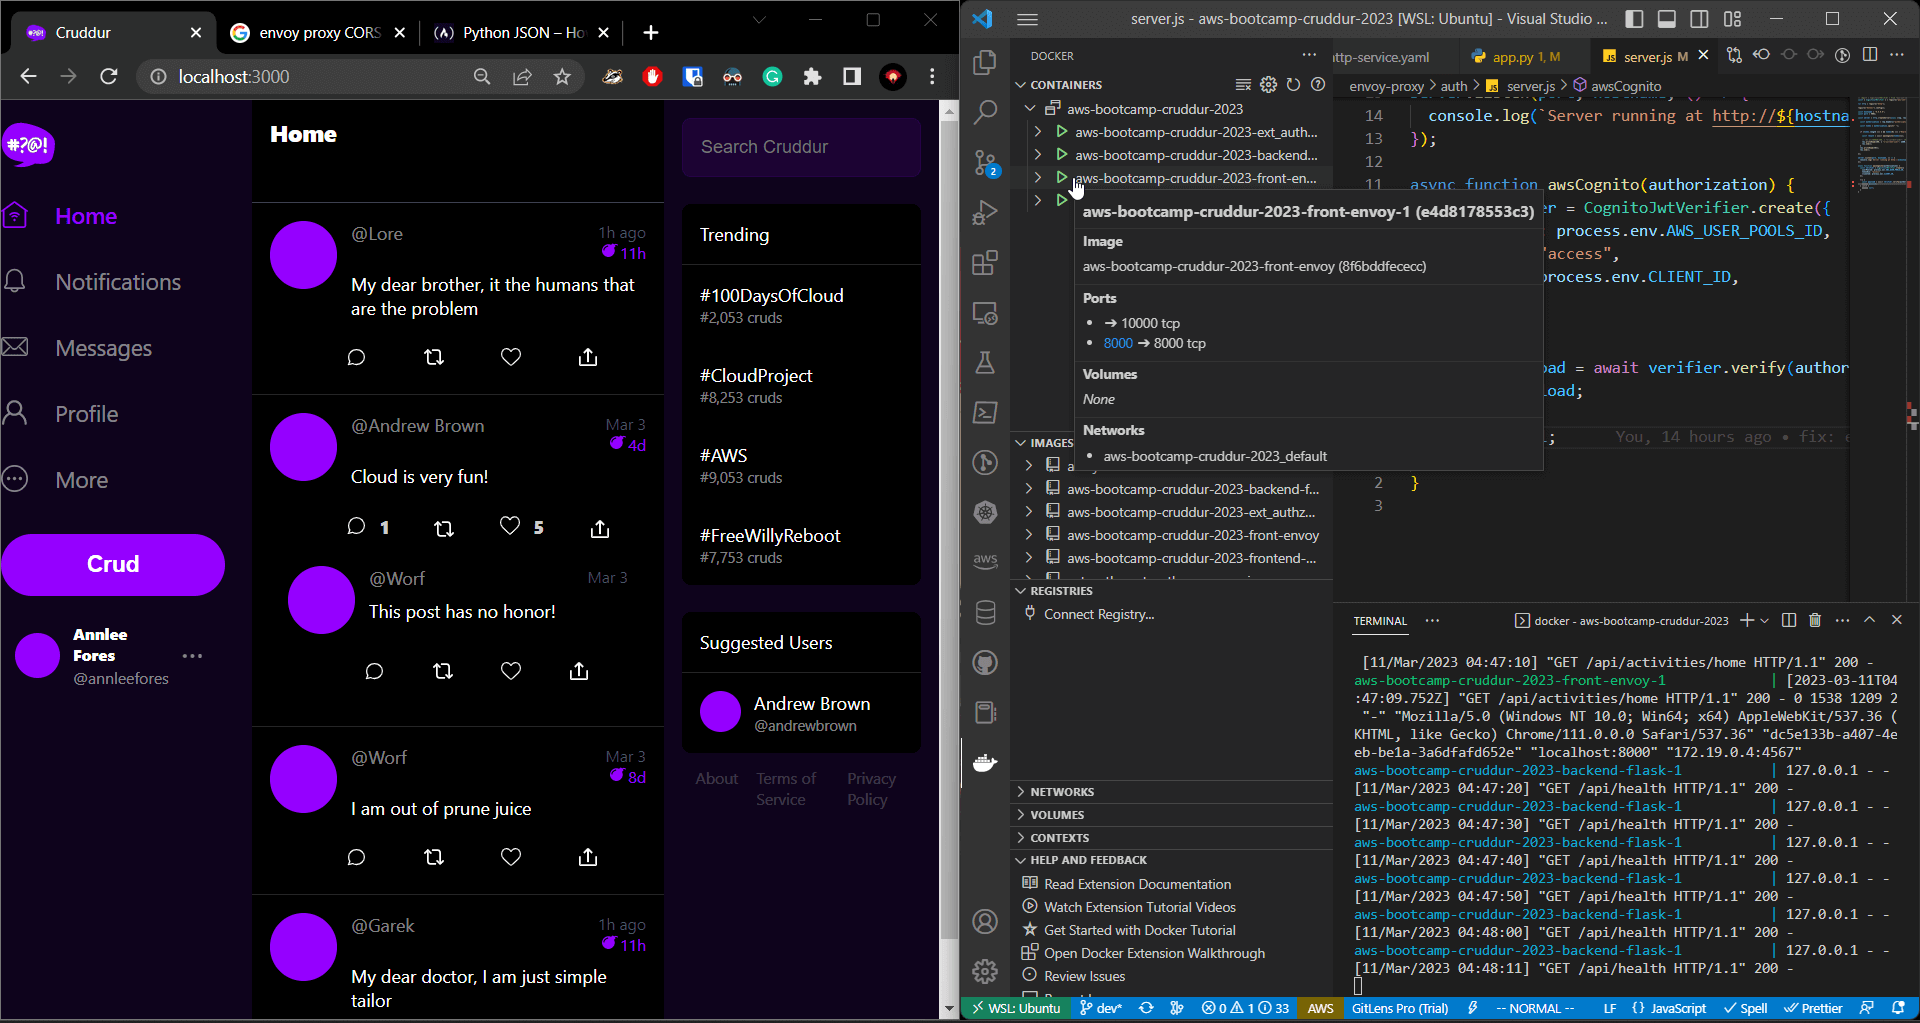 Cruddur
envoy proxy CORS
Python JSON – Ho
localhost:3000
#?@!
Home
Notifications
Messages
Profile
More
Crud
Annlee
Fores
@annleefores
Home
@Lore
1h ago
11h
My dear brother, it the humans that
are the problem
@Andrew Brown
Mar 3
4d
Cloud is very fun!
1
5
@Worf
Mar 3
This post has no honor!
@Worf
Mar 3
8d
I am out of prune juice
@Garek
1h ago
11h
My dear doctor, I am just simple
tailor
Search Cruddur
Trending
#100DaysOfCloud
#2,053 cruds
#CloudProject
#8,253 cruds
#AWS
#9,053 cruds
#FreeWillyReboot
#7,753 cruds
Suggested Users
Andrew Brown
@andrewbrown
About
Terms of
Service
Privacy
Policy
server.js - aws-bootcamp-cruddur-2023 [WSL: Ubuntu] - Visual Studio ...
DOCKER
CONTAINERS
aws-bootcamp-cruddur-2023
aws-bootcamp-cruddur-2023-ext_auth...
aws-bootcamp-cruddur-2023-backend...
aws-bootcamp-cruddur-2023-front-en...
aws-bootcamp-cruddur-2023-front-envoy-1 (e4d8178553c3)
Image
aws-bootcamp-cruddur-2023-front-envoy (8f6bddfececc)
Ports
➔ 10000 tcp
8000 ➔ 8000 tcp
Volumes
None
Networks
aws-bootcamp-cruddur-2023_default
IMAGES
aws-bootcamp-cruddur-2023-backend-f...
aws-bootcamp-cruddur-2023-ext_authz...
aws-bootcamp-cruddur-2023-front-envoy
aws-bootcamp-cruddur-2023-frontend-...
REGISTRIES
Connect Registry...
NETWORKS
VOLUMES
CONTEXTS
HELP AND FEEDBACK
Read Extension Documentation
Watch Extension Tutorial Videos
Get Started with Docker Tutorial
Open Docker Extension Walkthrough
Review Issues
2
aws
ttp-service.yaml
app.py 1, M
server.js M
envoy-proxy > auth > server.js > awsCognito
14 console.log(`Server running at http://${hostna
13 });
12
11 async function awsCognito(authorization) {
er = CognitoJwtVerifier.create({
process.env.AWS_USER_POOLS_ID,
"access",
process.env.CLIENT_ID,
oad = await verifier.verify(author
load;
; You, 14 hours ago • fix: e
2 }
3
TERMINAL
docker - aws-bootcamp-cruddur-2023
[11/Mar/2023 04:47:10] "GET /api/activities/home HTTP/1.1" 200 -
aws-bootcamp-cruddur-2023-front-envoy-1 | [2023-03-11T04
:47:09.752Z] "GET /api/activities/home HTTP/1.1" 200 - 0 1538 1209 2
"-" "Mozilla/5.0 (Windows NT 10.0; Win64; x64) AppleWebKit/537.36 (
KHTML, like Gecko) Chrome/111.0.0.0 Safari/537.36" "dc5e133b-a407-4e
eb-be1a-3a6dfafd652e" "localhost:8000" "172.19.0.4:4567"
aws-bootcamp-cruddur-2023-backend-flask-1 | 127.0.0.1 - -
[11/Mar/2023 04:47:20] "GET /api/health HTTP/1.1" 200 -
aws-bootcamp-cruddur-2023-backend-flask-1 | 127.0.0.1 - -
[11/Mar/2023 04:47:30] "GET /api/health HTTP/1.1" 200 -
aws-bootcamp-cruddur-2023-backend-flask-1 | 127.0.0.1 - -
[11/Mar/2023 04:47:40] "GET /api/health HTTP/1.1" 200 -
aws-bootcamp-cruddur-2023-backend-flask-1 | 127.0.0.1 - -
[11/Mar/2023 04:47:50] "GET /api/health HTTP/1.1" 200 -
aws-bootcamp-cruddur-2023-backend-flask-1 | 127.0.0.1 - -
[11/Mar/2023 04:48:00] "GET /api/health HTTP/1.1" 200 -
aws-bootcamp-cruddur-2023-backend-flask-1 | 127.0.0.1 - -
[11/Mar/2023 04:48:11] "GET /api/health HTTP/1.1" 200 -
WSL: Ubuntu
dev*
0 1 33
AWS
GitLens Pro (Trial)
-- NORMAL --
LF
{ } JavaScript
Spell
Prettier